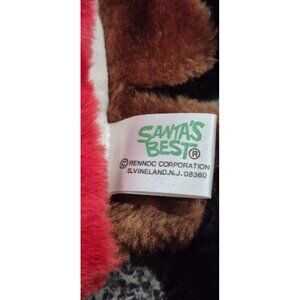 SANTA'S
BEST®
©RENNOC CORPORATION
S.VINELAND.N.J. 08360